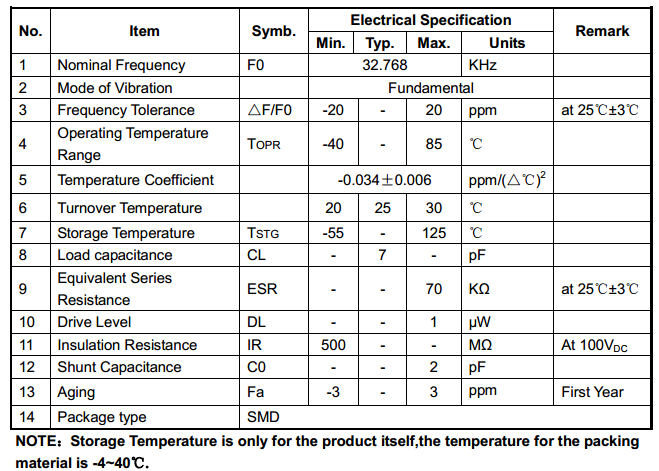 No. Item Symb. Electrical Specification Remark
Min. Typ. Max. Units
1 Nominal Frequency F0 32.768 KHz
2 Mode of Vibration Fundamental
3 Frequency Tolerance △F/F0 -20 - 20 ppm at 25℃±3℃
4 Operating Temperature Range TOPR -40 - 85 ℃
5 Temperature Coefficient -0.034±0.006 ppm/(△℃)²
6 Turnover Temperature 20 25 30 ℃
7 Storage Temperature TSTG -55 - 125 ℃
8 Load capacitance CL - 7 - pF
9 Equivalent Series Resistance ESR - - 70 KΩ at 25℃±3℃
10 Drive Level DL - - 1 µW
11 Insulation Resistance IR 500 - - MΩ At 100VDC
12 Shunt Capacitance C0 - - 2 pF
13 Aging Fa -3 - 3 ppm First Year
14 Package type SMD
NOTE：Storage Temperature is only for the product itself,the temperature for the packing
material is -4~40℃.